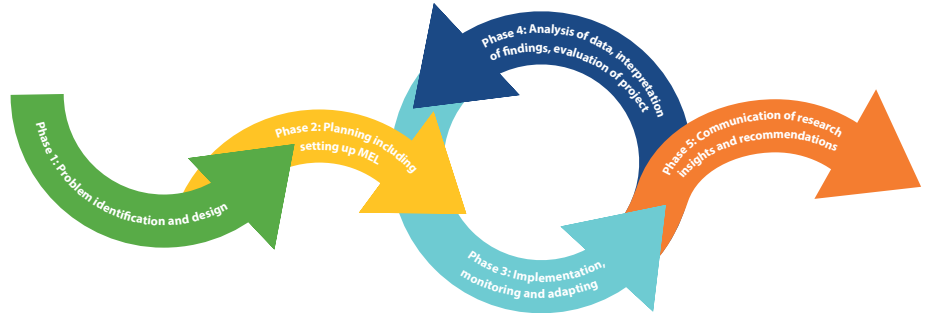 Phase 1: Problem identification and design
Phase 2: Planning including
setting up MEL
Phase 3: Implementation,
monitoring and adapting
Phase 4: Analysis of data, interpretation
of findings, evaluation of project
Phase 5: Communication of research
insights and recommendations